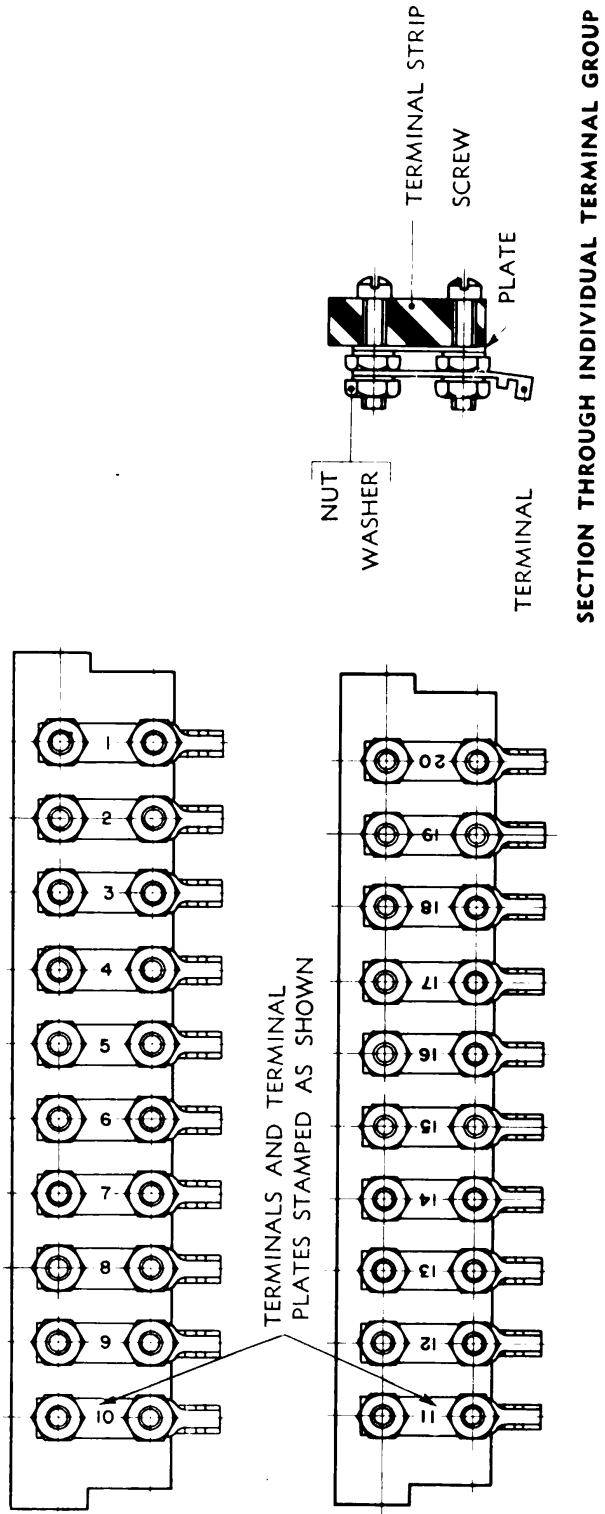 10 9 8 7 6 5 4 3 2 1
TERMINALS AND TERMINAL
PLATES STAMPED AS SHOWN
11 12 13 14 15 16 17 18 19 20
NUT
WASHER
TERMINAL
TERMINAL STRIP
SCREW
PLATE
SECTION THROUGH INDIVIDUAL TERMINAL GROUP